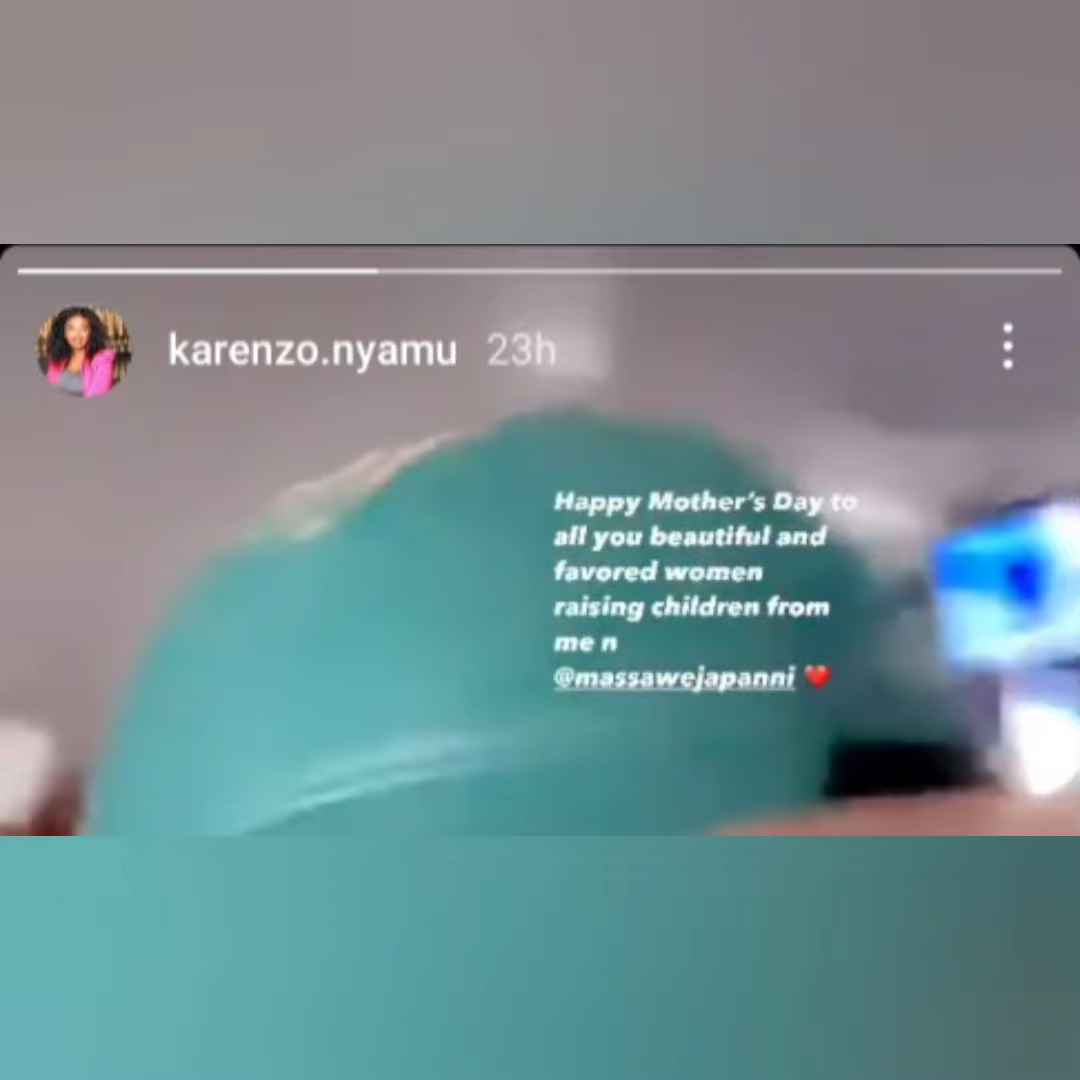 karenzo.nyamu 23h
Happy Mother's Day to
all you beautiful and
favored women
raising children from
me n
@massawejapanni ❤️